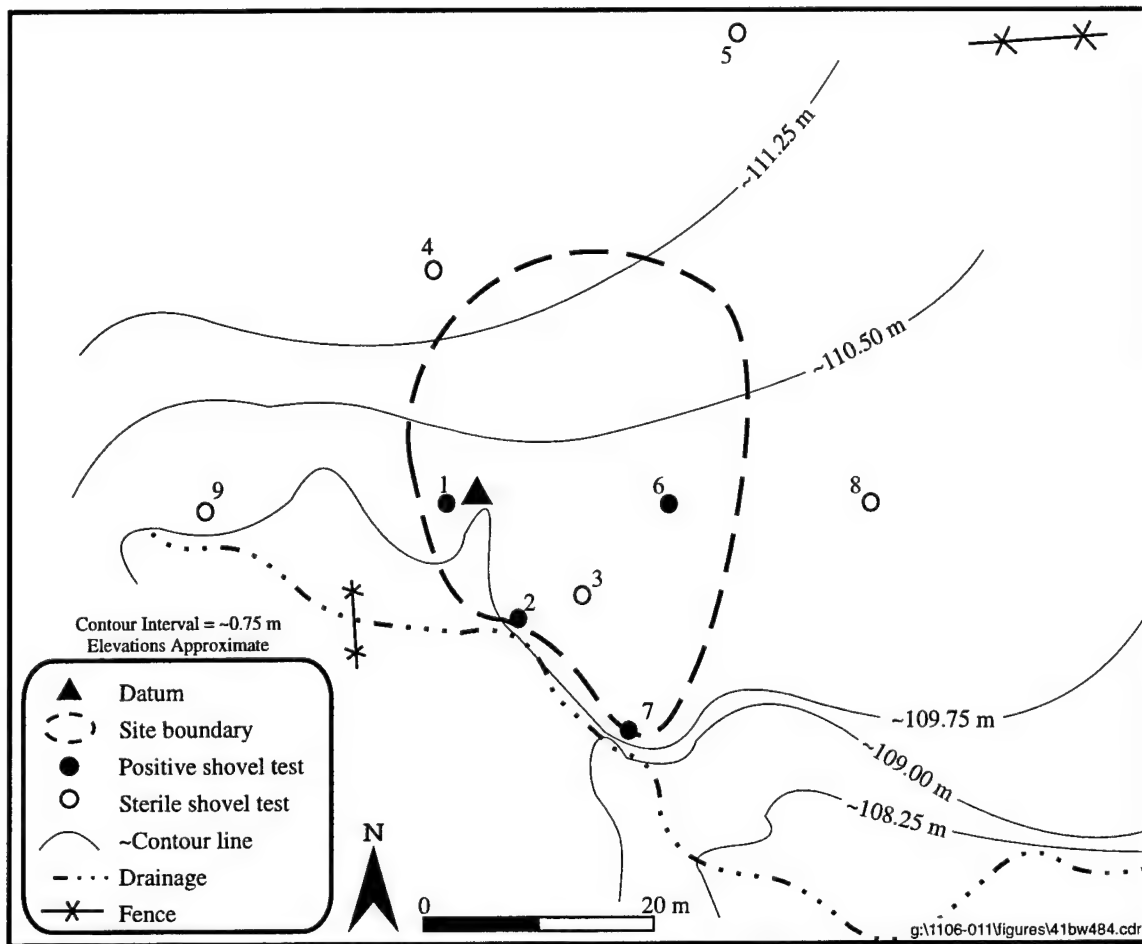 5
~111.25 m
4
~110.50 m
9
1
6
8
3
2
Contour Interval = ~0.75 m
Elevations Approximate
7
~109.75 m
~109.00 m
~108.25 m
Datum
Site boundary
Positive shovel test
Sterile shovel test
~Contour line
Drainage
Fence
N
0 20 m
g:\1106-011\figures\41bw484.cdr